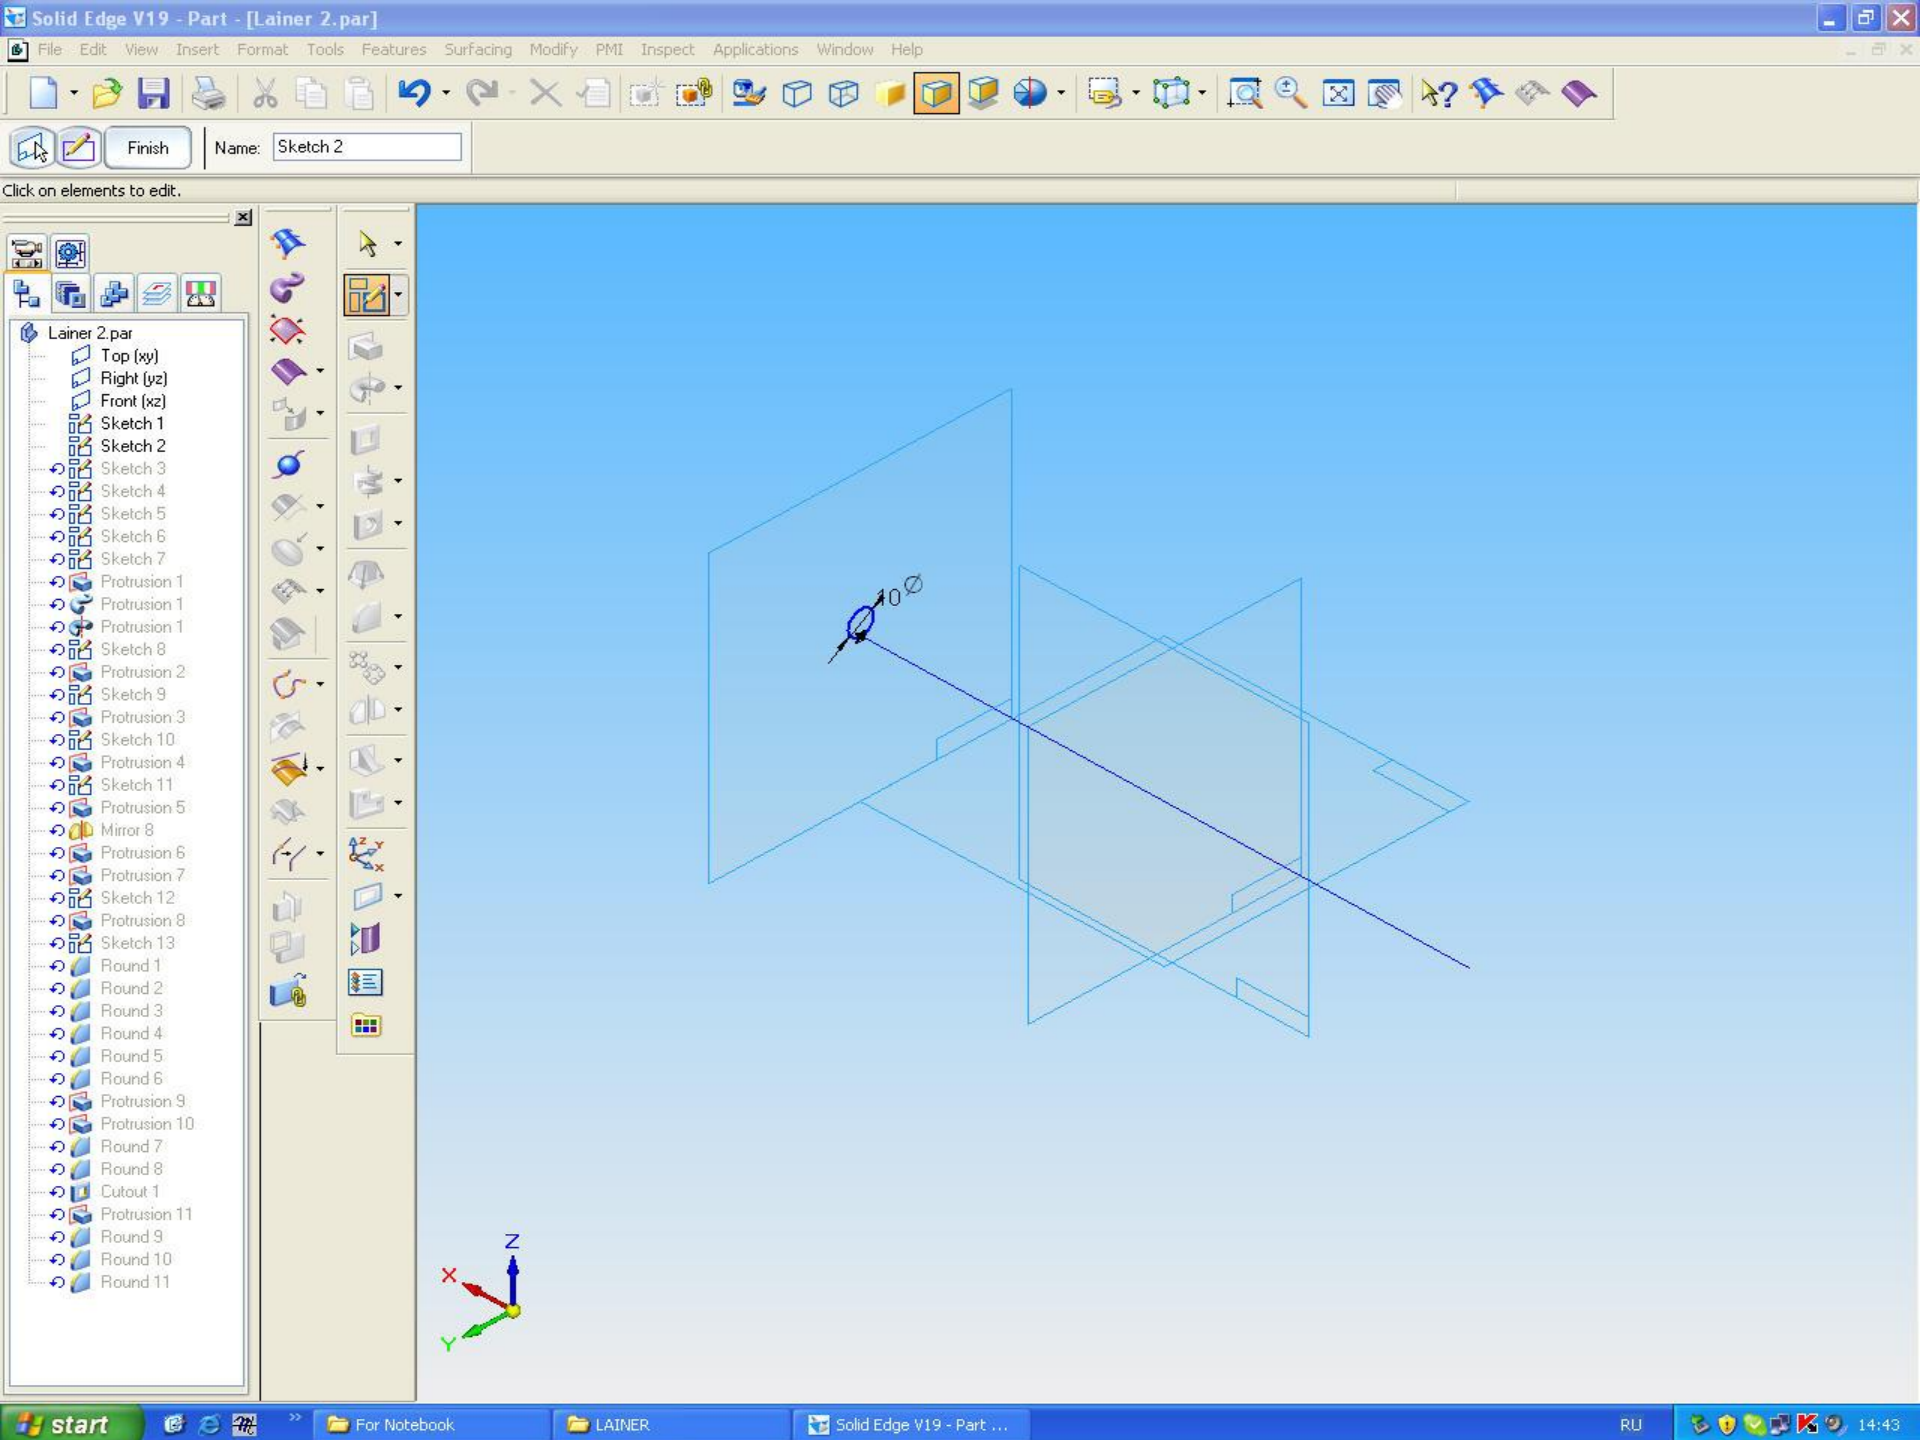 Solid Edge V19 - Part - [Lainer 2.par]
File Edit View Insert Format Tools Features Surfacing Modify PMI Inspect Applications Window Help
Finish Name: Sketch 2
Click on elements to edit.
Lainer 2.par
Top (xy)
Right (yz)
Front (xz)
Sketch 1
Sketch 2
Sketch 3
Sketch 4
Sketch 5
Sketch 6
Sketch 7
Protrusion 1
Protrusion 1
Protrusion 1
Sketch 8
Protrusion 2
Sketch 9
Protrusion 3
Sketch 10
Protrusion 4
Sketch 11
Protrusion 5
Mirror 8
Protrusion 6
Protrusion 7
Sketch 12
Protrusion 8
Sketch 13
Round 1
Round 2
Round 3
Round 4
Round 5
Round 6
Protrusion 9
Protrusion 10
Round 7
Round 8
Cutout 1
Protrusion 11
Round 9
Round 10
Round 11
40 Ø
Z
X
Y
start For Notebook LAINER Solid Edge V19 - Part ... RU 14:43